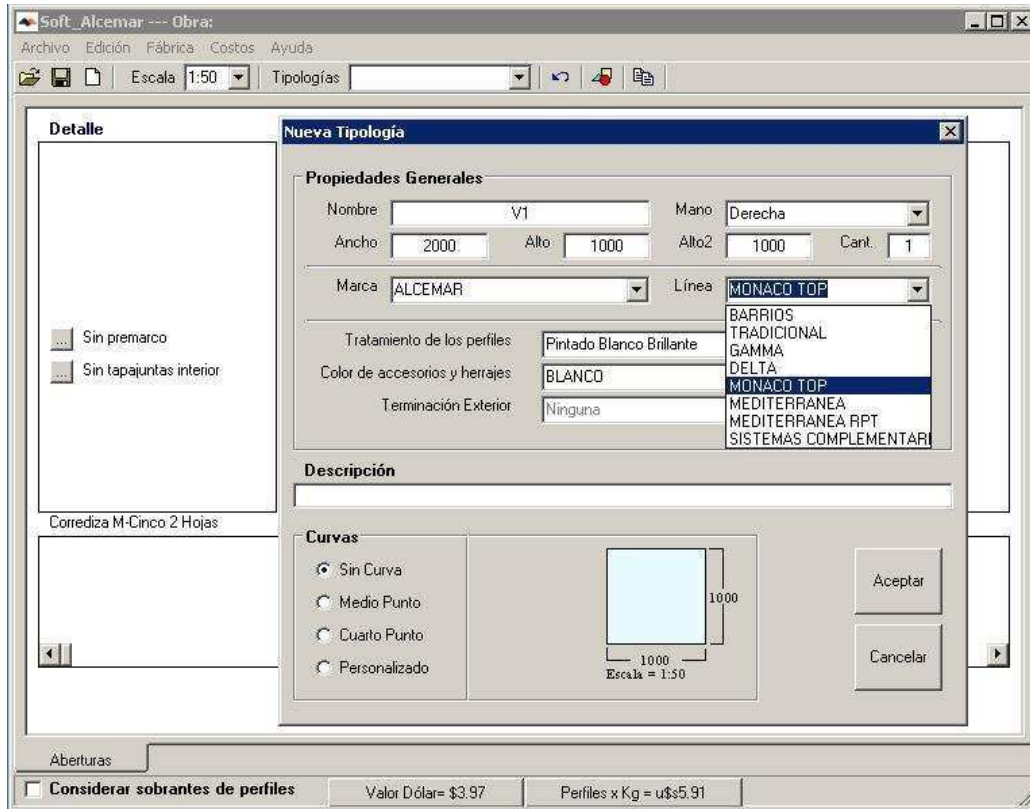 Soft_Alcemar --- Obra:
Archivo Edición Fábrica Costos Ayuda
Escala 1:50 Tipologías
Detalle
Nueva Tipología
Propiedades Generales
Nombre V1 Mano Derecha
Ancho 2000 Alto 1000 Alto2 1000 Cant. 1
Marca ALCEMAR Línea MONACO TOP
BARRIOS
TRADICIONAL
GAMMA
DELTA
MONACO TOP
MEDITERRANEA
MEDITERRANEA RPT
SISTEMAS COMPLEMENTARI
... Sin premarco
... Sin tapajuntas interior
Tratamiento de los perfiles Pintado Blanco Brillante
Color de accesorios y herrajes BLANCO
Terminación Exterior Ninguna
Descripción
Corrediza M-Cinco 2 Hojas
Curvas
Sin Curva
Medio Punto
Cuarto Punto
Personalizado
1000
1000
Escala = 1:50
Aceptar
Cancelar
Aberturas
Considerar sobrantes de perfiles Valor Dólar= $3.97 Perfiles x Kg = u$s5.91